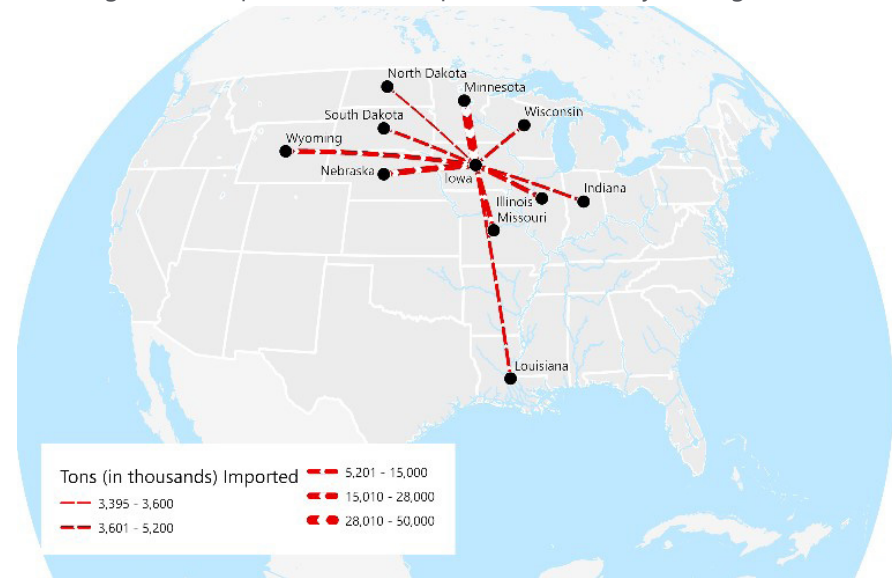 North Dakota
Minnesota
South Dakota
Wisconsin
Wyoming
Nebraska
Iowa
Indiana
Illinois
Missouri
Louisiana
Tons (in thousands) Imported
3,395 - 3,600
3,601 - 5,200
5,201 - 15,000
15,010 - 28,000
28,010 - 50,000